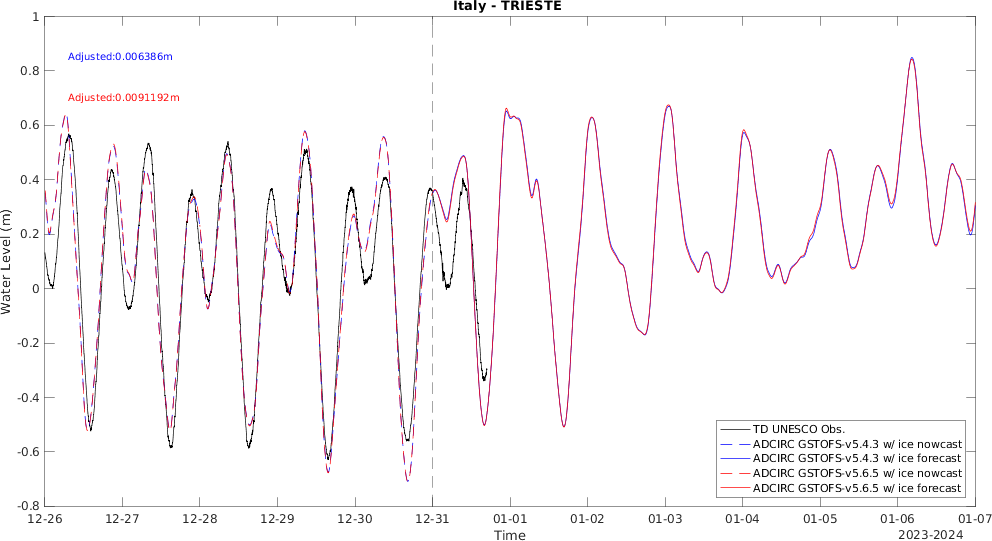 Italy - TRIESTE
Adjusted:0.006386m
Adjusted:0.0091192m
Water Level (m)
1
0.8
0.6
0.4
0.2
0
-0.2
-0.4
-0.6
-0.8
TD UNESCO Obs.
ADCIRC GSTOFS-v5.4.3 w/ ice nowcast
ADCIRC GSTOFS-v5.4.3 w/ ice forecast
ADCIRC GSTOFS-v5.6.5 w/ ice nowcast
ADCIRC GSTOFS-v5.6.5 w/ ice forecast
12-26 12-27 12-28 12-29 12-30 12-31 01-01 01-02 01-03 01-04 01-05 01-06 01-07
Time
2023-2024